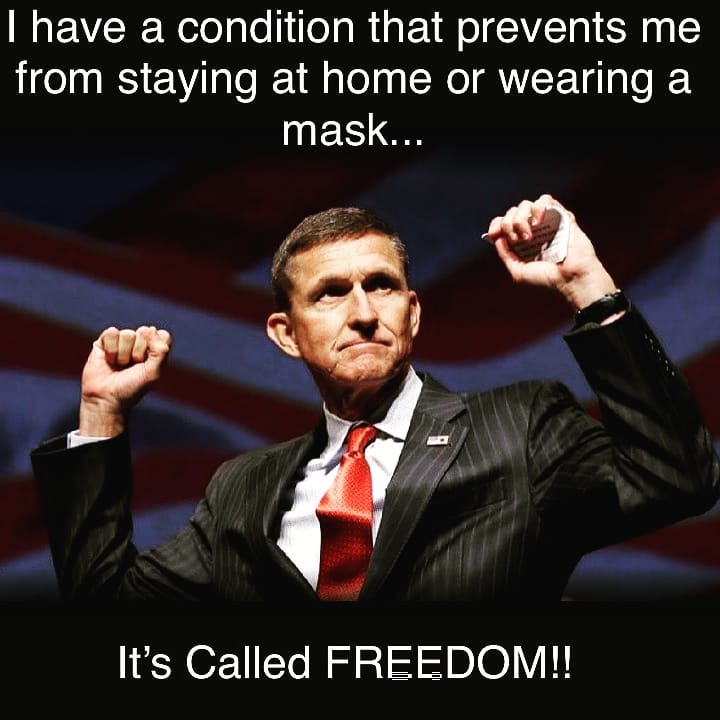 I have a condition that prevents me
from staying at home or wearing a
mask...
It’s Called FREEDOM!!